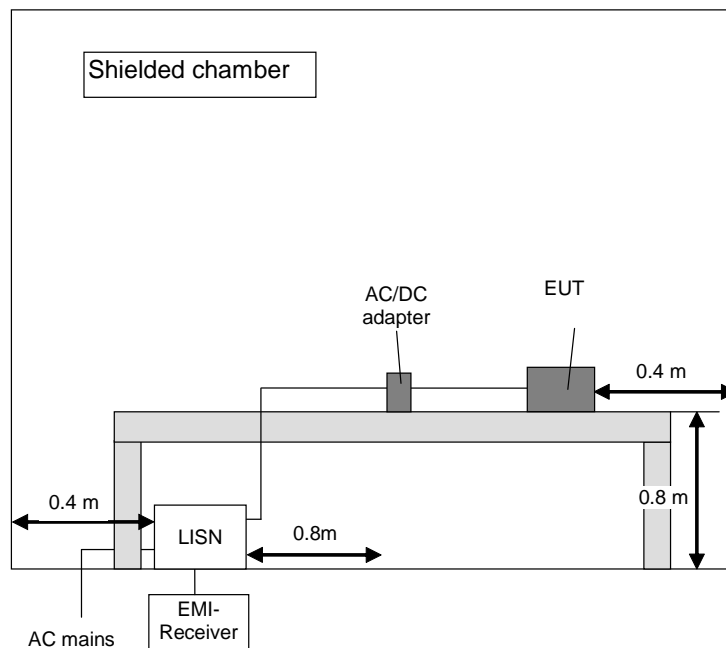 Shielded chamber
AC/DC
adapter
EUT
0.4 m
0.8 m
0.4 m
LISN
0.8m
EMI-
Receiver
AC mains